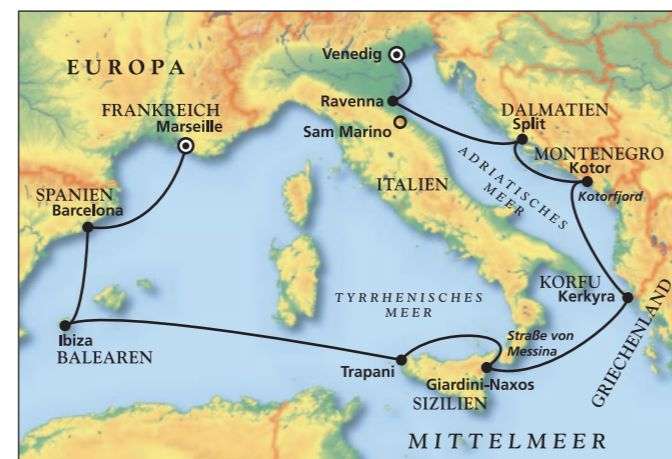 Venedig
EUROPA
Ravenna
FRANKREICH
Marseille
DALMATIEN
Split
Sam Marino
MONTENEGRO
Kotor
ADRIATISCHES
MEER
Kotorfjord
ITALIEN
SPANIEN
Barcelona
KORFU
Kerkyra
TYRRHENISCHES
MEER
GRIECHENLAND
Ibiza
BALEAREN
Straße von
Messina
Trapani
Giardini-Naxos
SIZILIEN
MITTELMEER